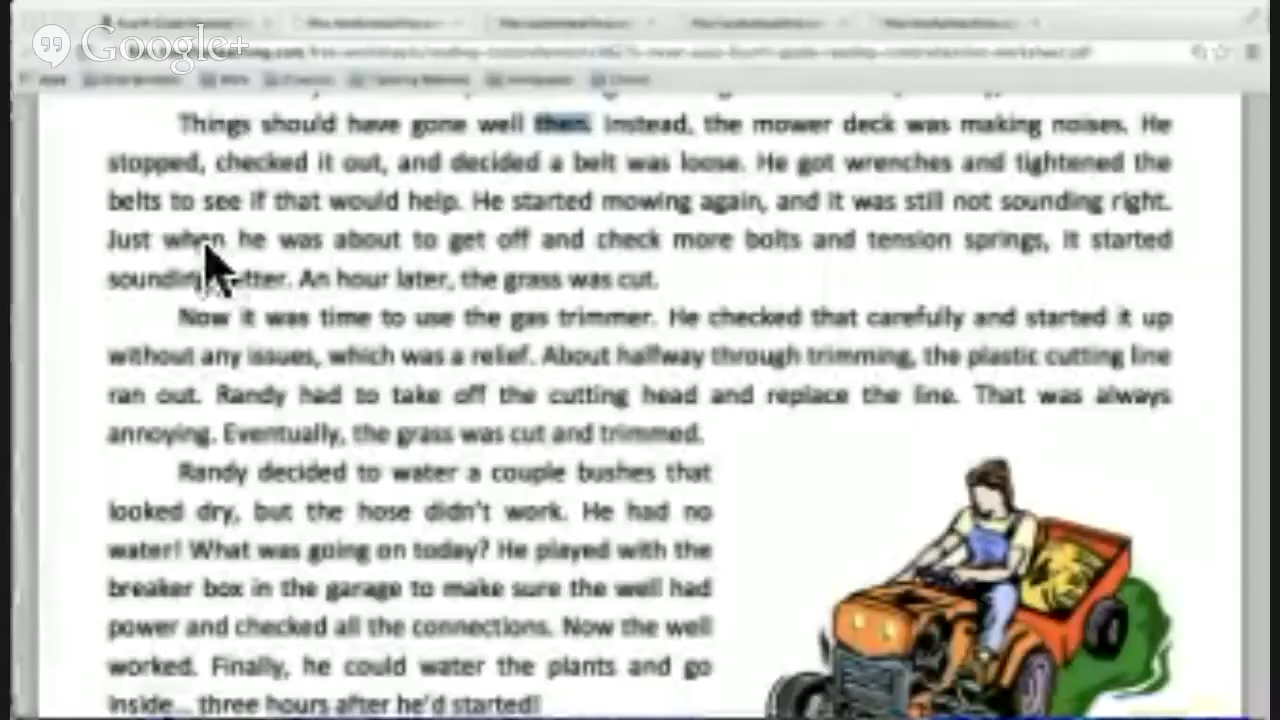 Google+
Things should have gone well then. Instead, the mower deck was making noises. He
stopped, checked it out, and decided a belt was loose. He got wrenches and tightened the
belts to see if that would help. He started mowing again, and it was still not sounding right.
Just when he was about to get off and check more bolts and tension springs, it started
sounding better. An hour later, the grass was cut.
Now it was time to use the gas trimmer. He checked that carefully and started it up
without any issues, which was a relief. About halfway through trimming, the plastic cutting line
ran out. Randy had to take off the cutting head and replace the line. That was always
annoying. Eventually, the grass was cut and trimmed.
Randy decided to water a couple bushes that
looked dry, but the hose didn't work. He had no
water! What was going on today? He played with the
breaker box in the garage to make sure the well had
power and checked all the connections. Now the well
worked. Finally, he could water the plants and go
inside... three hours after he'd started!